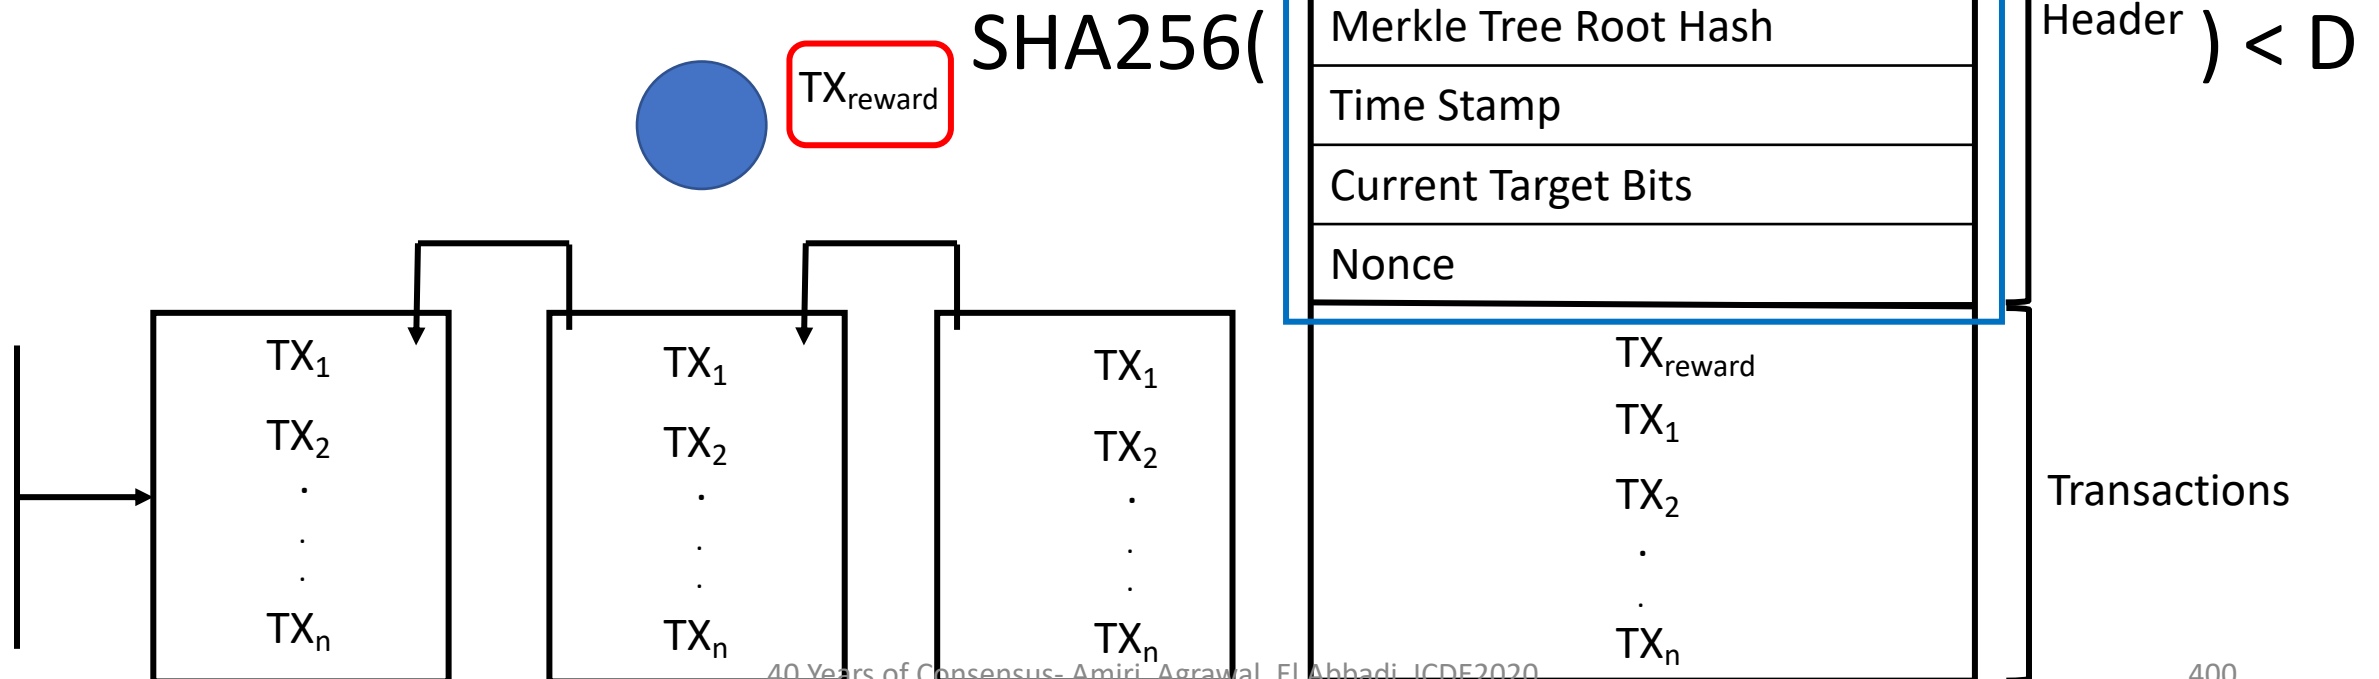 SHA256(
Merkle Tree Root Hash
Header
) < D
TXreward
Time Stamp
Current Target Bits
Nonce
TX1
TX2
.
.
.
TXn
TX1
TX2
.
.
.
TXn
TX1
TX2
.
.
.
TXn
TXreward
TX1
TX2
.
.
TXn
Transactions
40 Years of Consensus- Amiri, Agrawal, El Abbadi, ICDE2020
400